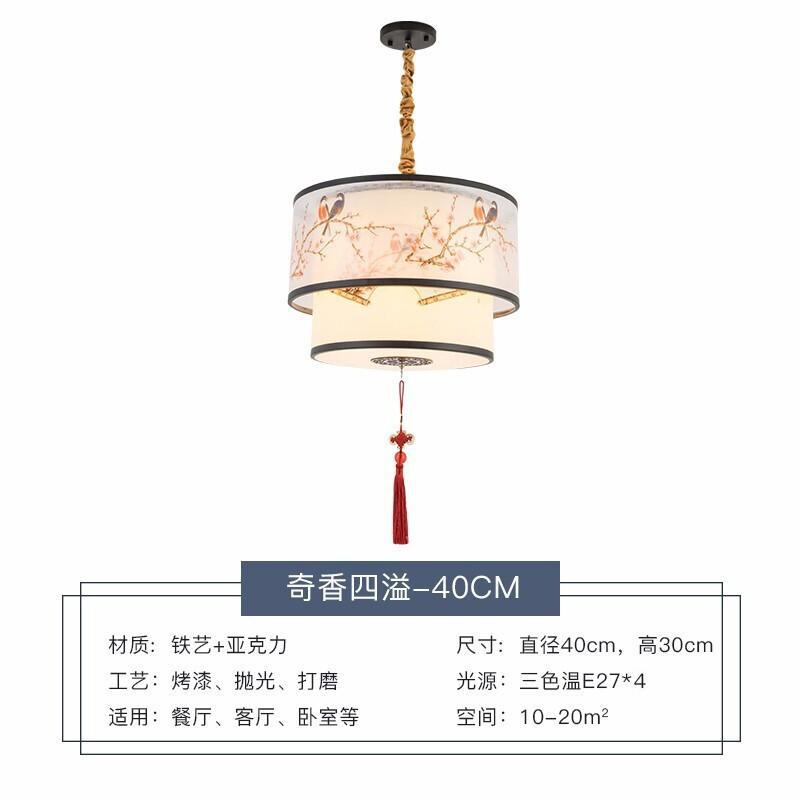 奇香四溢-40CM
材质: 铁艺+亚克力
尺寸: 直径40cm，高30cm
工艺: 烤漆、抛光、打磨
光源: 三色温E27*4
适用: 餐厅、客厅、卧室等
空间: 10-20m²